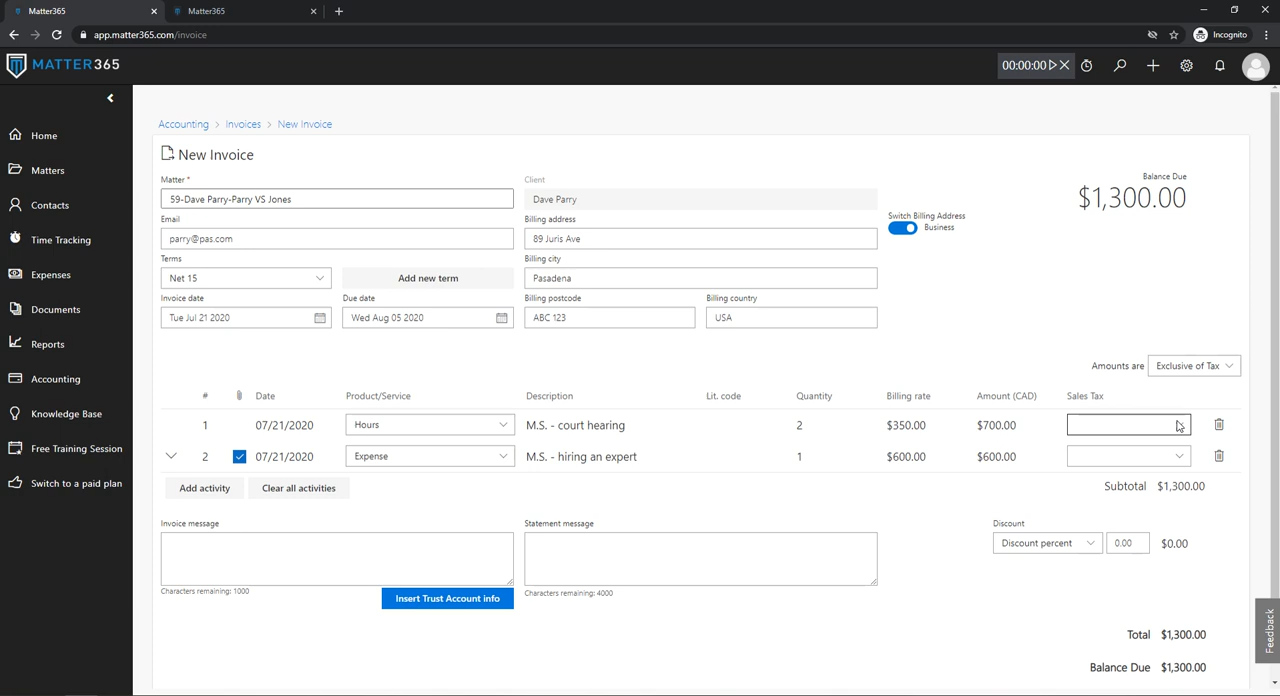 Matter365
Matter365
app.matter365.com/invoice
Incognito
MATTER365
00:00:00
Home
Matters
Contacts
Time Tracking
Expenses
Documents
Reports
Accounting
Knowledge Base
Free Training Session
Switch to a paid plan
Accounting > Invoices > New Invoice
New Invoice
Balance Due
$1,300.00
Matter *
Client
59-Dave Parry-Parry VS Jones
Dave Parry
Email
Billing address
Switch Billing Address
Business
parry@pas.com
89 Juris Ave
Terms
Billing city
Net 15
Add new term
Pasadena
Invoice date
Due date
Billing postcode
Billing country
Tue Jul 21 2020
Wed Aug 05 2020
ABC 123
USA
Amounts are Exclusive of Tax
# Date Product/Service Description Lit. code Quantity Billing rate Amount (CAD) Sales Tax
1 07/21/2020 Hours M.S. - court hearing 2 $350.00 $700.00
2 07/21/2020 Expense M.S. - hiring an expert 1 $600.00 $600.00
Add activity Clear all activities Subtotal $1,300.00
Invoice message
Statement message
Discount
Discount percent 0.00 $0.00
Characters remaining: 1000
Characters remaining: 4000
Insert Trust Account info
Total $1,300.00
Balance Due $1,300.00
Feedback